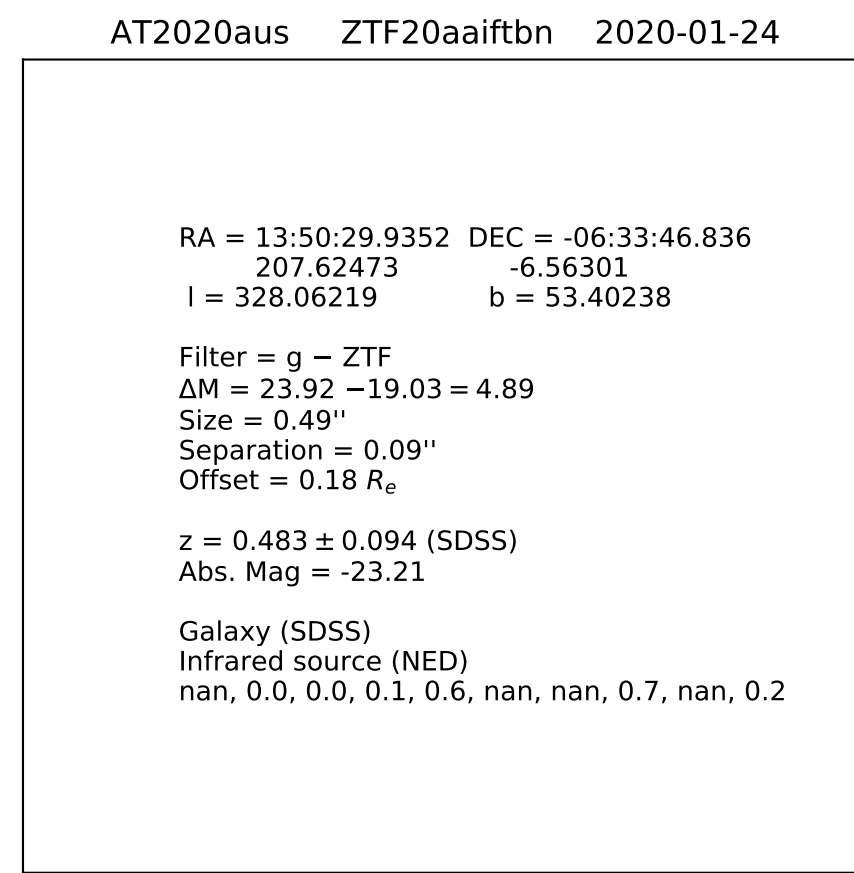 AT2020aus ZTF20aaiftbn 2020-01-24
RA = 13:50:29.9352 DEC = -06:33:46.836
207.62473 -6.56301
l = 328.06219 b = 53.40238
Filter = g − ZTF
ΔM = 23.92 −19.03 = 4.89
Size = 0.49''
Separation = 0.09''
Offset = 0.18 Re
z = 0.483 ± 0.094 (SDSS)
Abs. Mag = -23.21
Galaxy (SDSS)
Infrared source (NED)
nan, 0.0, 0.0, 0.1, 0.6, nan, nan, 0.7, nan, 0.2